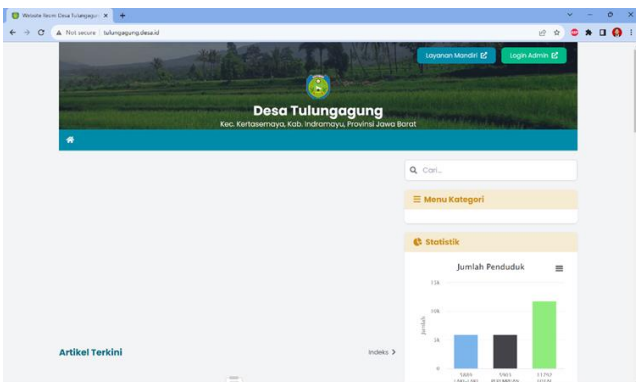 Website Resmi Desa Tulungagung
Not secure
tulungagung.desa.id
Layanan Mandiri
Login Admin
Desa Tulungagung
Kec. Kertasemaya, Kab. Indramayu, Provinsi Jawa Barat
Cari...
Menu Kategori
Statistik
Jumlah Penduduk
15k
10k
5k
0
Jumlah
Artikel Terkini
Indeks